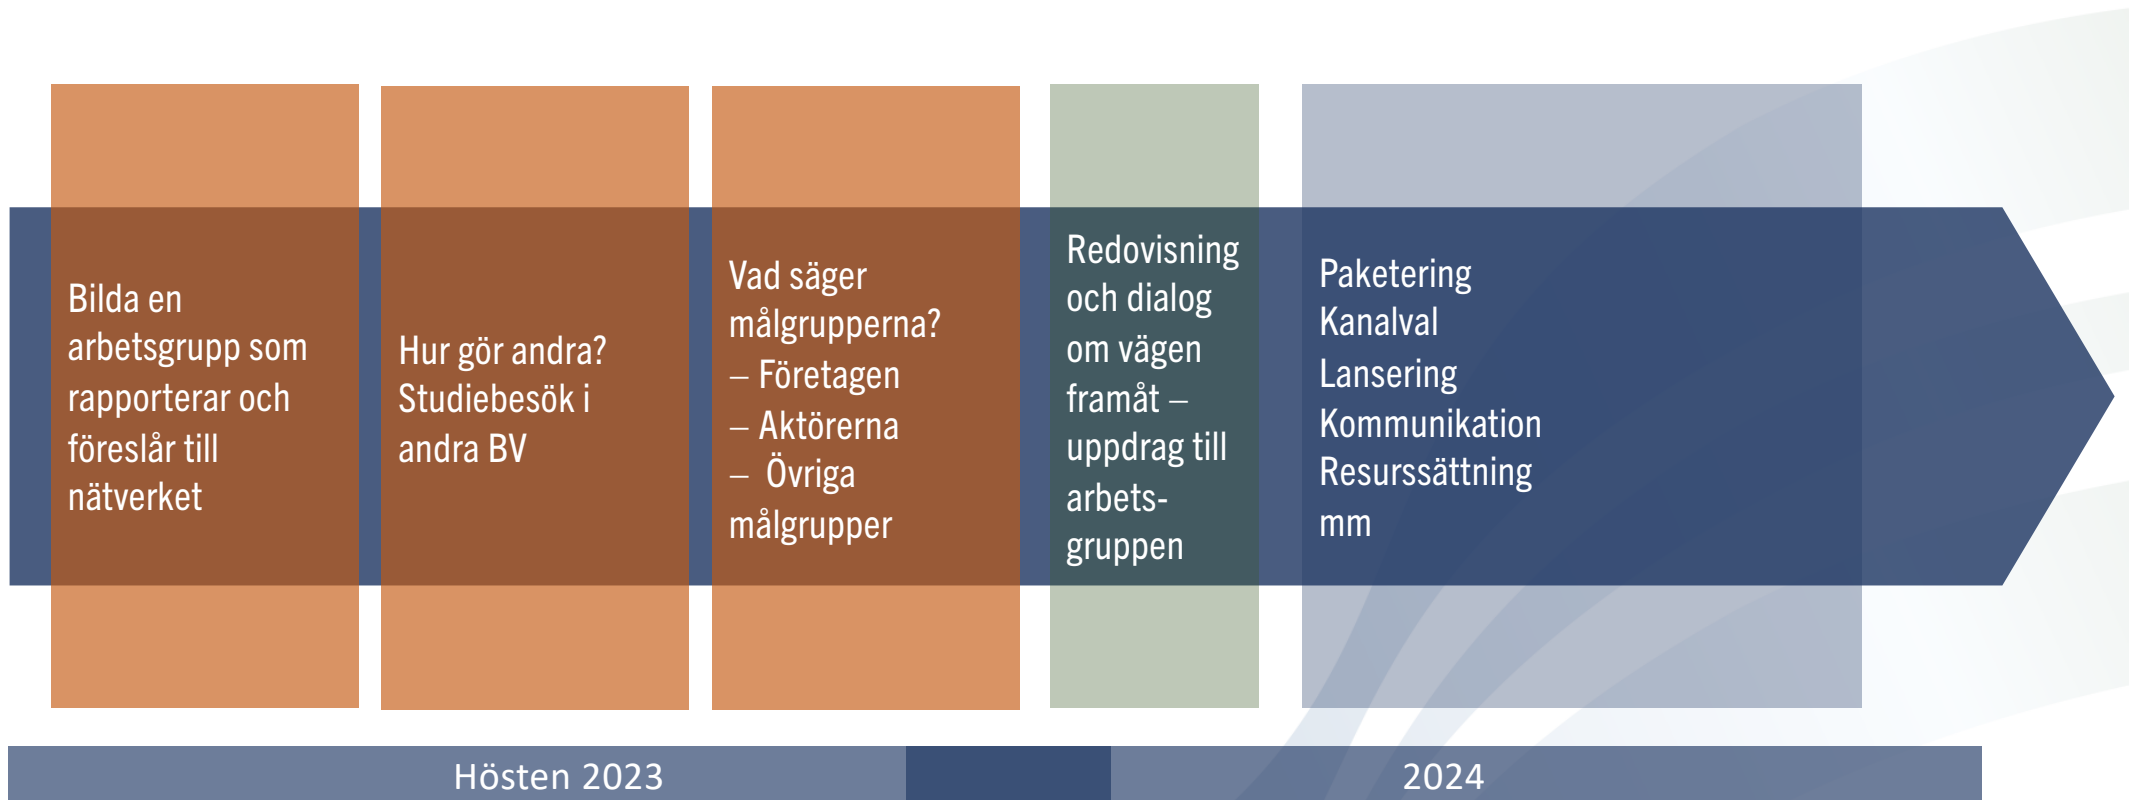 Bilda en
arbetsgrupp som
rapporterar och
föreslår till
nätverket
Hur gör andra?
Studiebesök i
andra BV
Vad säger
målgrupperna?
– Företagen
– Aktörerna
– Övriga
målgrupper
Redovisning
och dialog
om vägen
framåt –
uppdrag till
arbets-
gruppen
Paketering
Kanalval
Lansering
Kommunikation
Resurssättning
mm
Hösten 2023
2024